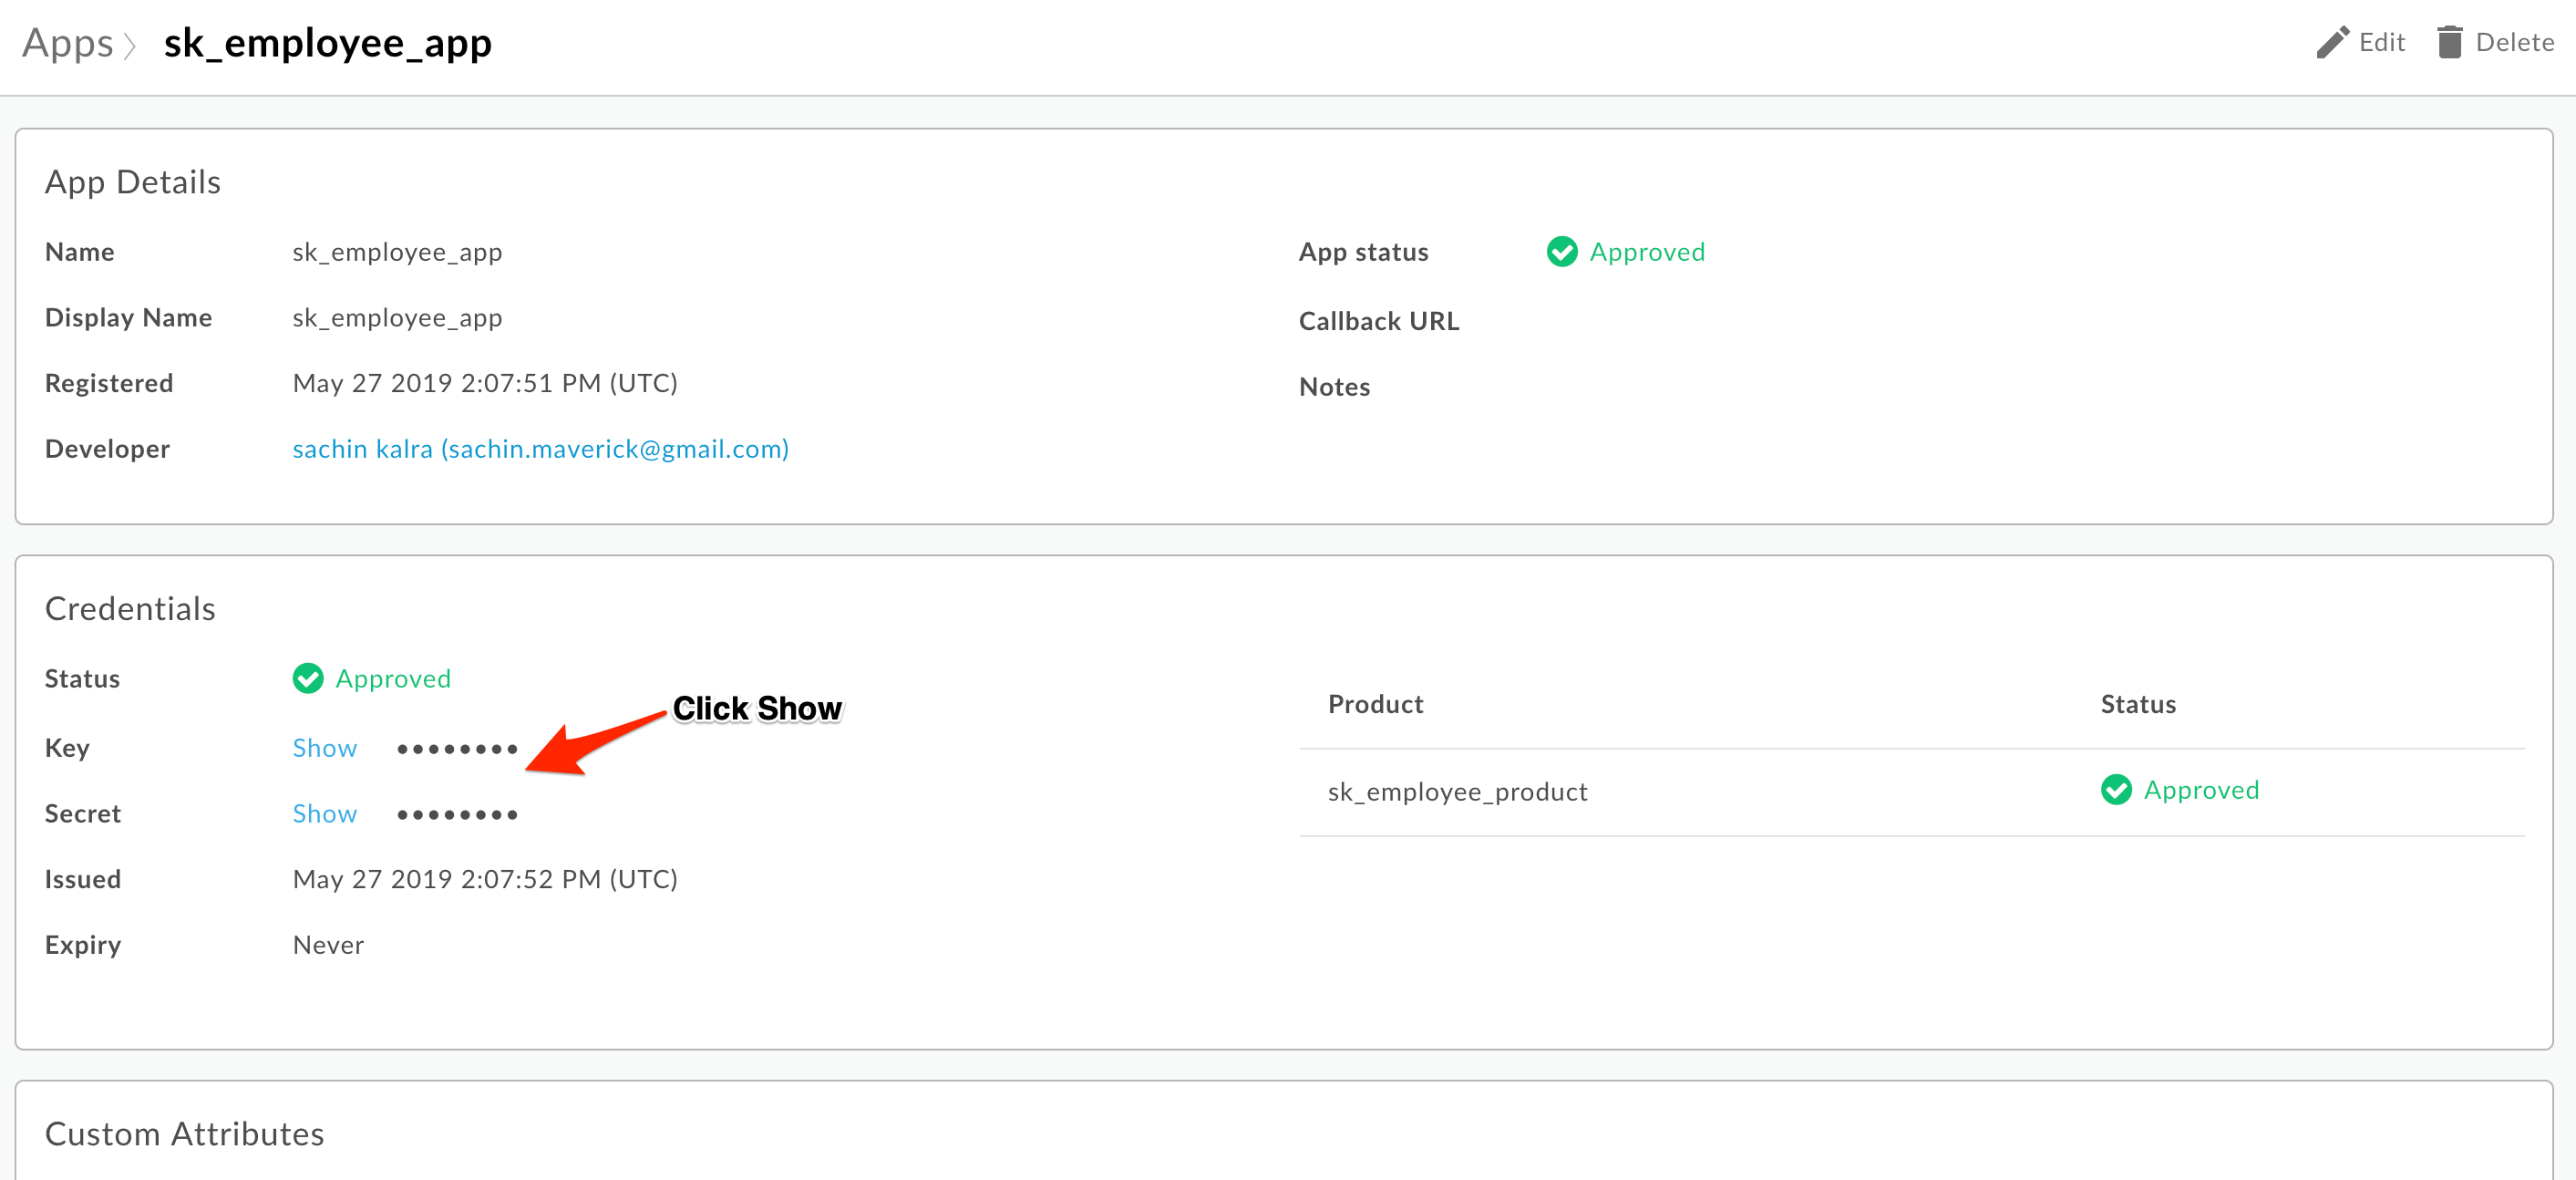 Apps sk_employee_app Edit Delete
App Details
Name sk_employee_app App status Approved
Display Name sk_employee_app Callback URL
Registered May 27 2019 2:07:51 PM (UTC) Notes
Developer sachin kalra (sachin.maverick@gmail.com)
Credentials
Status Approved
Click Show
Product Status
Key Show ••••••••
sk_employee_product Approved
Secret Show ••••••••
Issued May 27 2019 2:07:52 PM (UTC)
Expiry Never
Custom Attributes